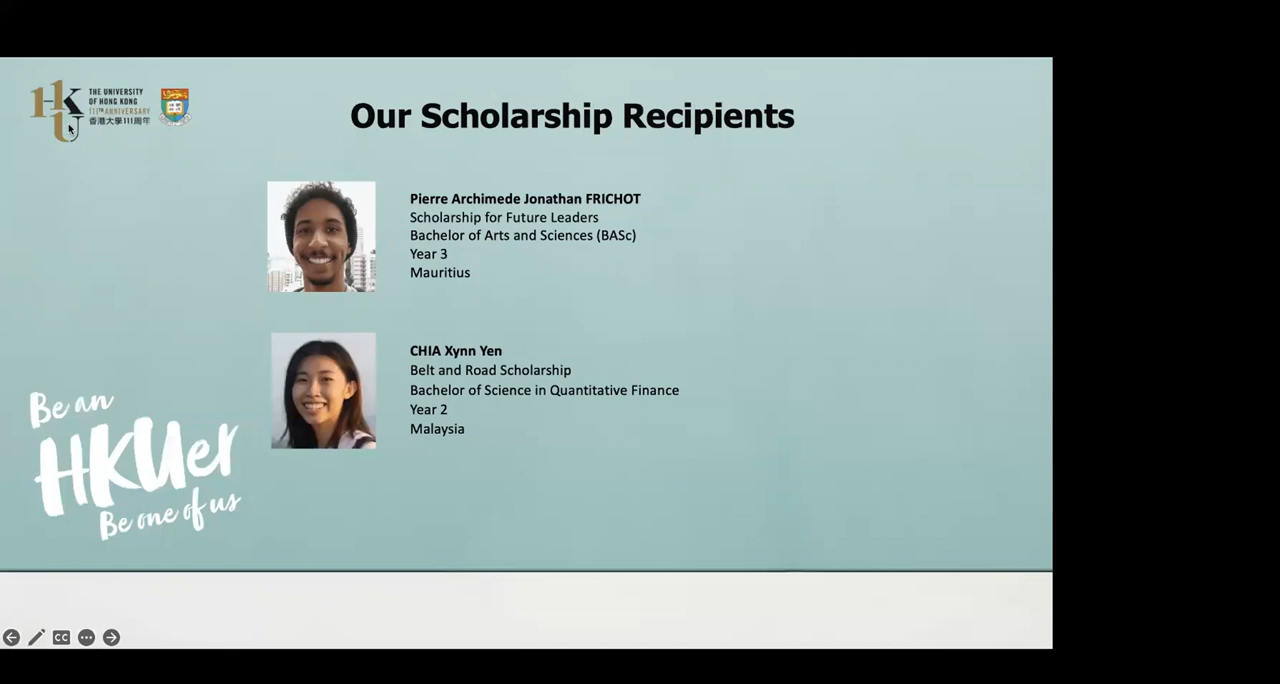 THE UNIVERSITY
OF HONG KONG
111TH ANNIVERSARY
香港大學111周年
Our Scholarship Recipients
Pierre Archimede Jonathan FRICHOT
Scholarship for Future Leaders
Bachelor of Arts and Sciences (BASc)
Year 3
Mauritius
CHIA Xynn Yen
Belt and Road Scholarship
Bachelor of Science in Quantitative Finance
Year 2
Malaysia
Be an
HKUer
Be one of us
CC